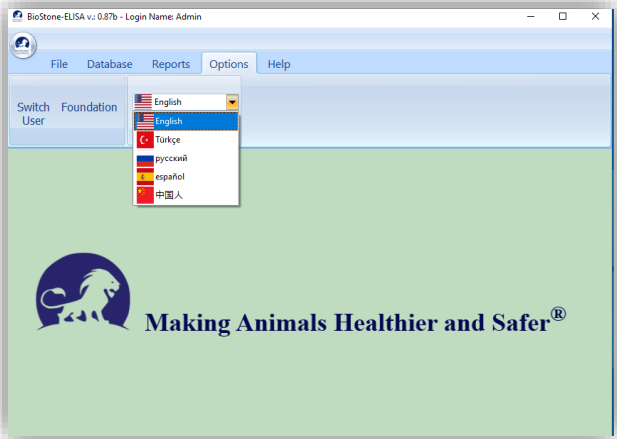 BioStone-ELISA v.: 0.87b - Login Name: Admin
File Database Reports Options Help
Switch User
Foundation
English
English
Türkçe
русский
español
中国人
Making Animals Healthier and Safer®